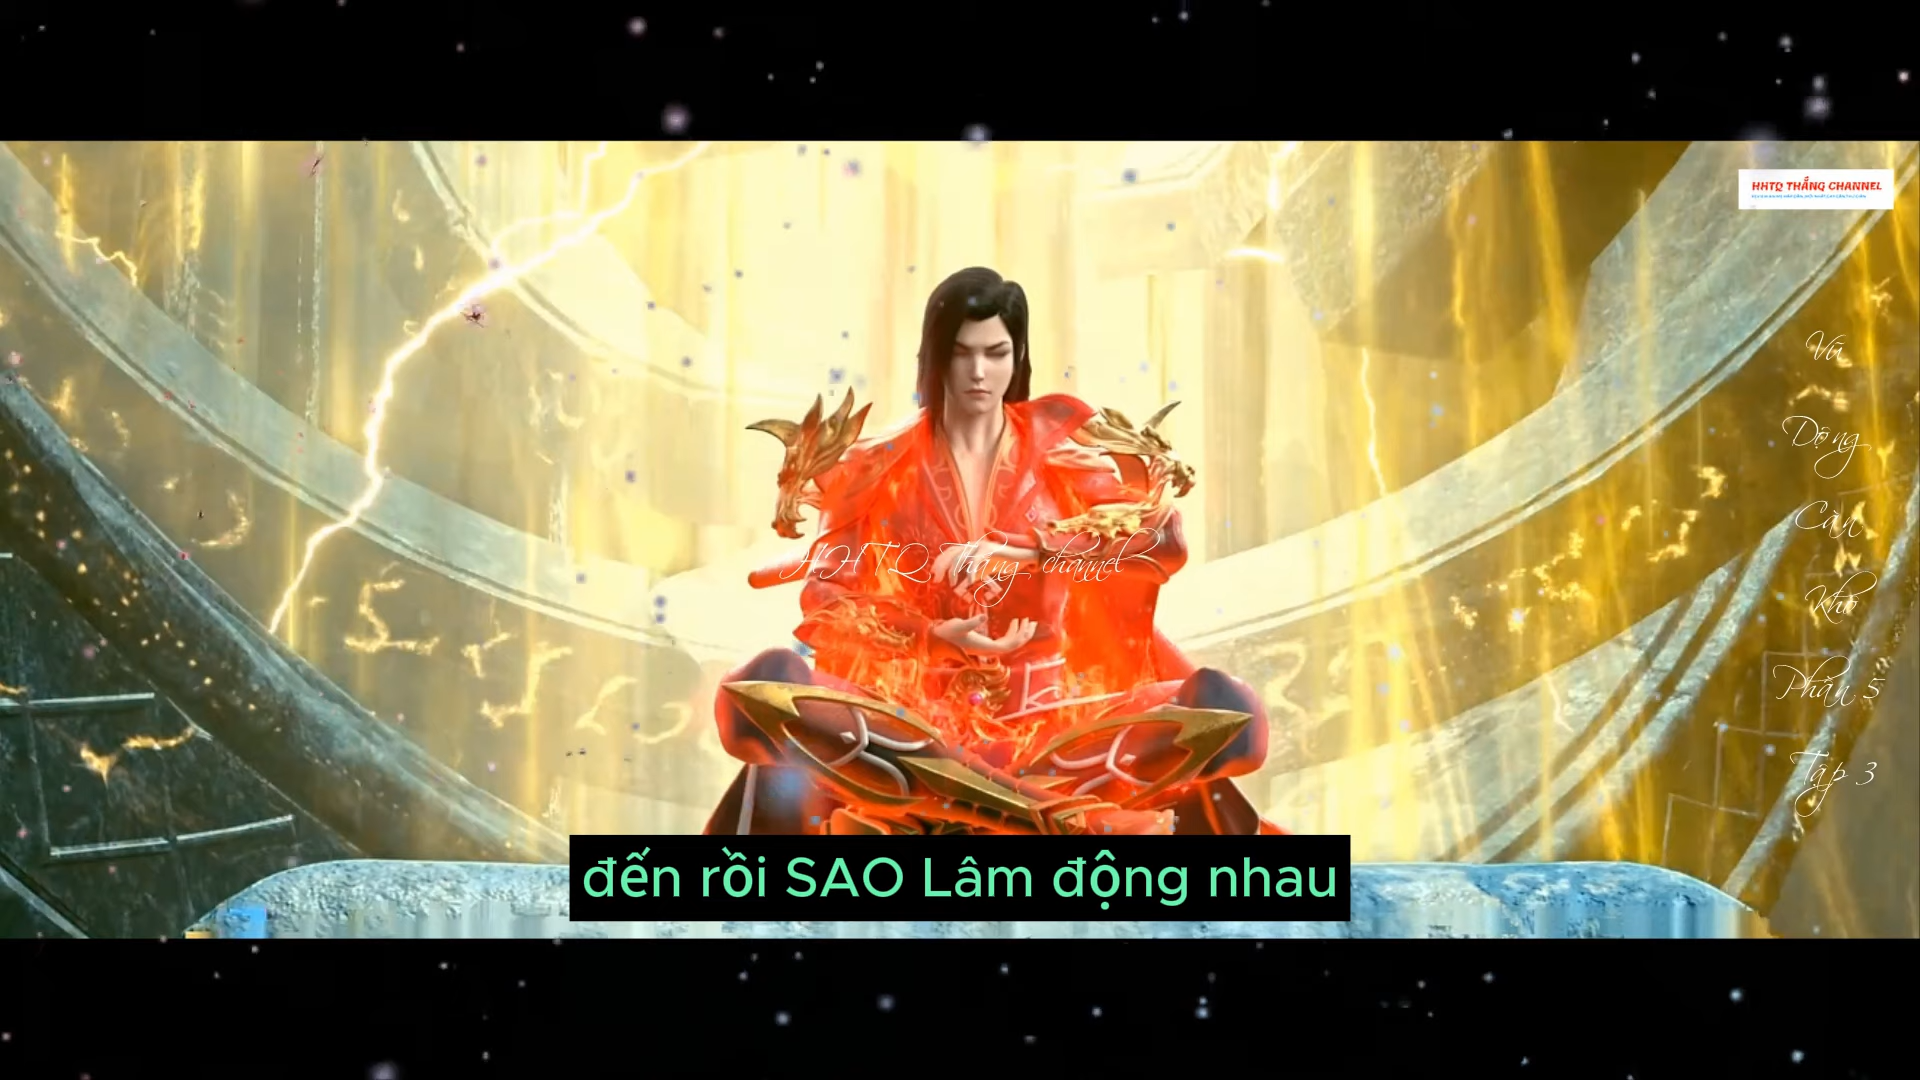 HHTQ THẮNG CHANNEL
Vũ
Động
Càn
Khô
Phần 5
Tập 3
HHTQ Thắng channel
đến rồi SAO Lâm động nhau